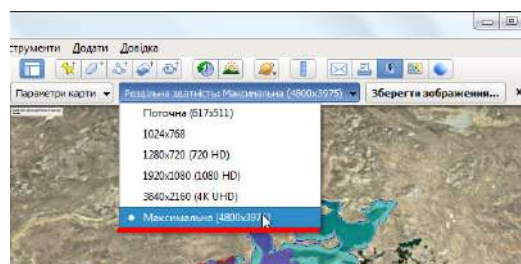 струменти Додати Довідка
Параметри карти Роздільна здатність: Максимальна (4800x3975) Зберегти зображення...
Поточна (617x511)
1024x768
1280x720 (720 HD)
1920x1080 (1080 HD)
3840x2160 (4K UHD)
Максимальна (4800x397